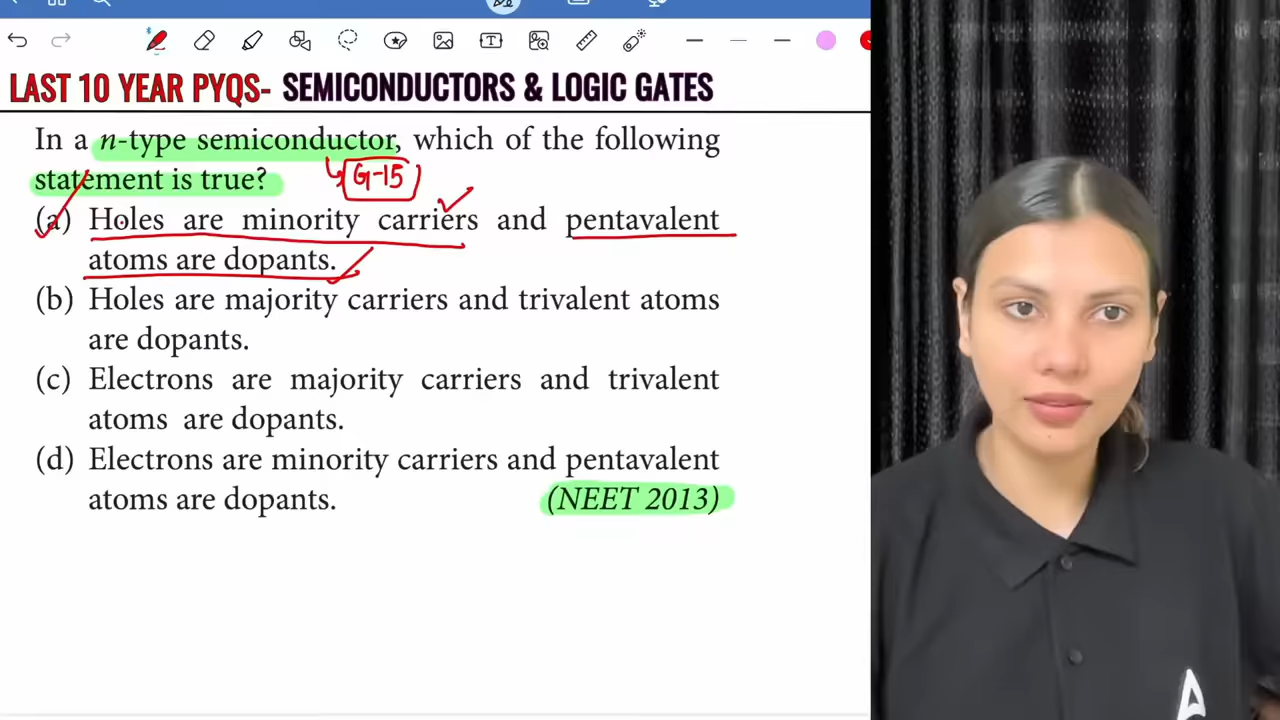 LAST 10 YEAR PYQS- SEMICONDUCTORS & LOGIC GATES
In a n-type semiconductor, which of the following
statement is true?
G-15
(a) Holes are minority carriers and pentavalent
atoms are dopants.
(b) Holes are majority carriers and trivalent atoms
are dopants.
(c) Electrons are majority carriers and trivalent
atoms are dopants.
(d) Electrons are minority carriers and pentavalent
atoms are dopants. (NEET 2013)